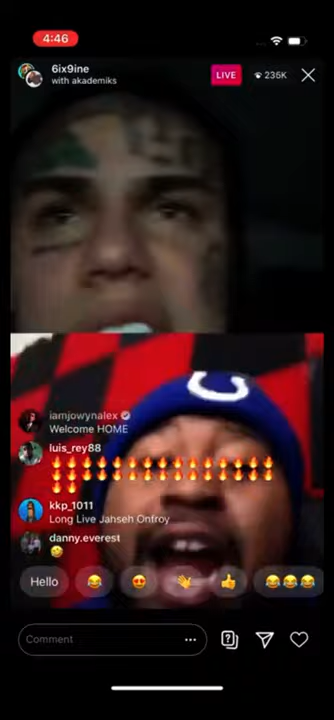 4:46
6ix9ine
with akademiks
LIVE
235K
C
iamjowynalex
Welcome HOME
luis_rey88
kkp_1011
Long Live Jahseh Onfroy
danny.everest
Hello
Comment